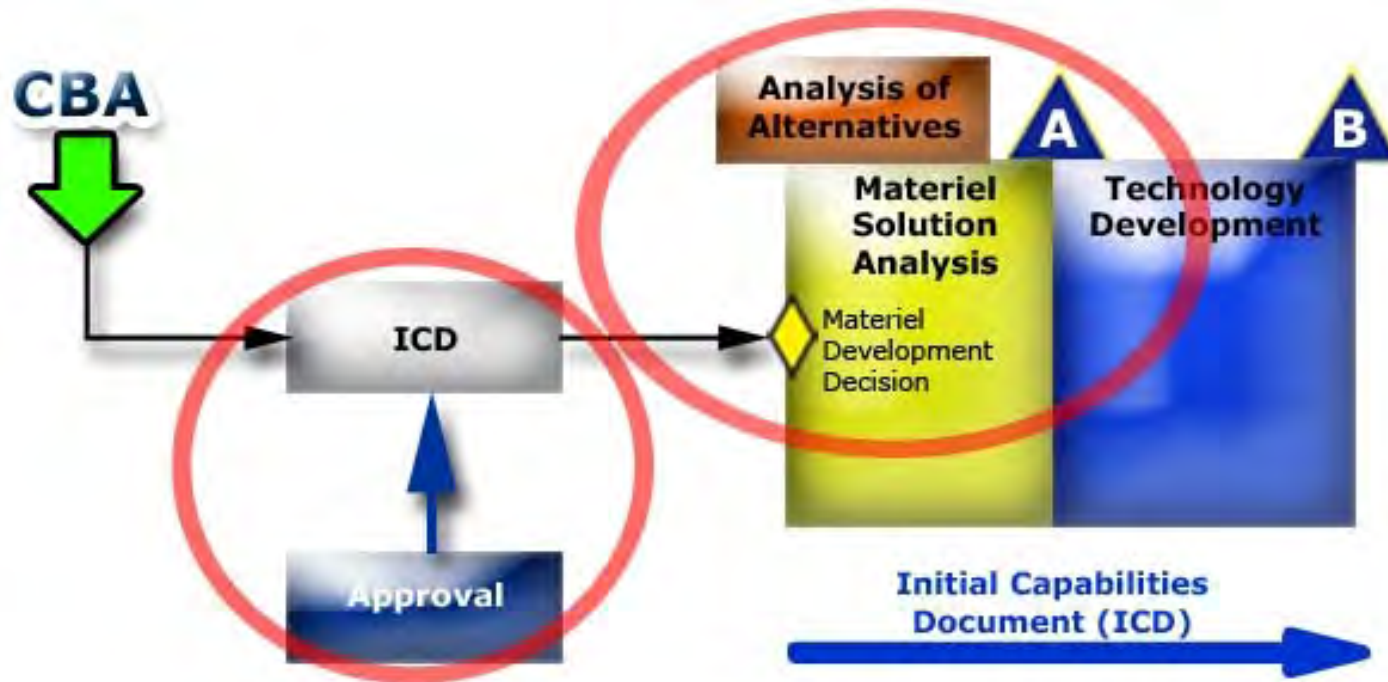 CBA
ICD
Approval
Analysis of
Alternatives
A
B
Materiel
Solution
Analysis
Technology
Development
Materiel
Development
Decision
Initial Capabilities
Document (ICD)